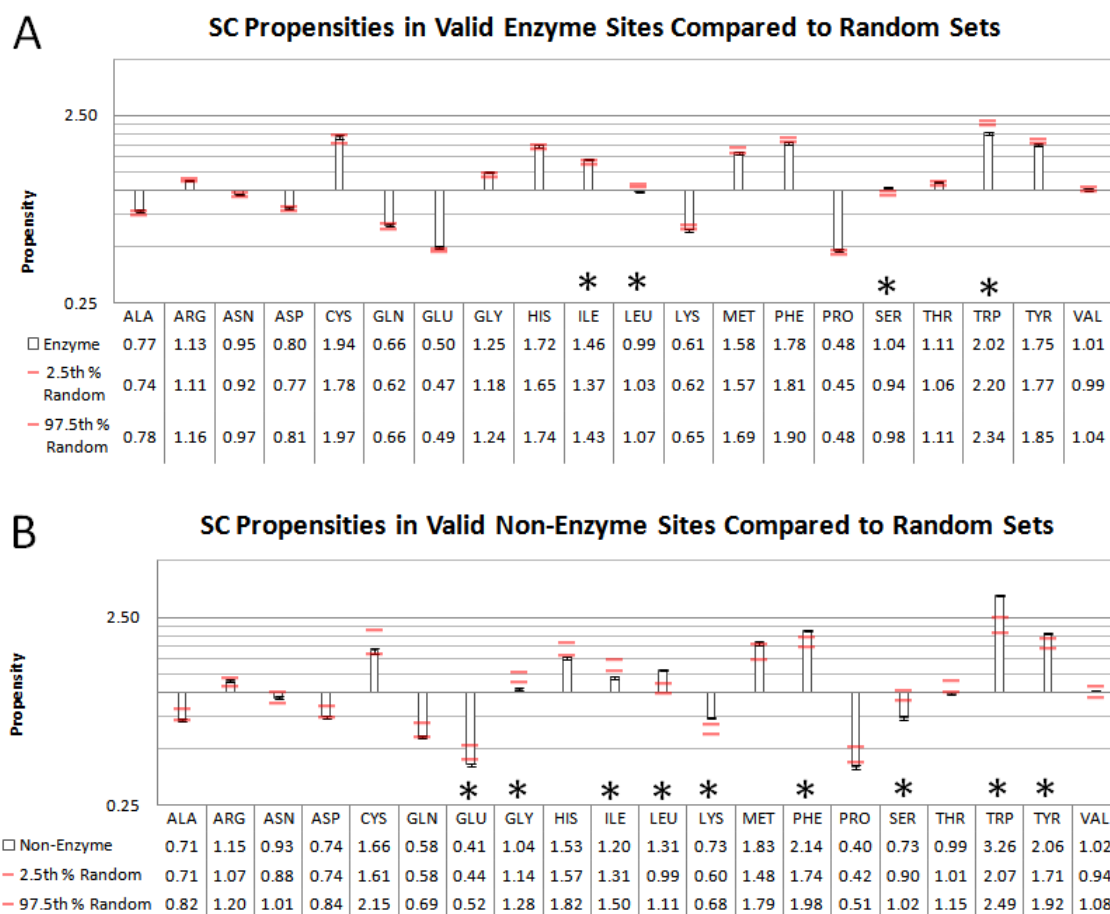 A
SC Propensities in Valid Enzyme Sites Compared to Random Sets
2.50
Propensity
* * * *
0.25
ALA ARG ASN ASP CYS GLN GLU GLY HIS ILE LEU LYS MET PHE PRO SER THR TRP TYR VAL
Enzyme 0.77 1.13 0.95 0.80 1.94 0.66 0.50 1.25 1.72 1.46 0.99 0.61 1.58 1.78 0.48 1.04 1.11 2.02 1.75 1.01
2.5th % Random 0.74 1.11 0.92 0.77 1.78 0.62 0.47 1.18 1.65 1.37 1.03 0.62 1.57 1.81 0.45 0.94 1.06 2.20 1.77 0.99
97.5th % Random 0.78 1.16 0.97 0.81 1.97 0.66 0.49 1.24 1.74 1.43 1.07 0.65 1.69 1.90 0.48 0.98 1.11 2.34 1.85 1.04
B
SC Propensities in Valid Non-Enzyme Sites Compared to Random Sets
2.50
Propensity
0.25
* * * * * * * * *
ALA ARG ASN ASP CYS GLN GLU GLY HIS ILE LEU LYS MET PHE PRO SER THR TRP TYR VAL
Non-Enzyme 0.71 1.15 0.93 0.74 1.66 0.58 0.41 1.04 1.53 1.20 1.31 0.73 1.83 2.14 0.40 0.73 0.99 3.26 2.06 1.02
2.5th % Random 0.71 1.07 0.88 0.74 1.61 0.58 0.44 1.14 1.57 1.31 0.99 0.60 1.48 1.74 0.42 0.90 1.01 2.07 1.71 0.94
97.5th % Random 0.82 1.20 1.01 0.84 2.15 0.69 0.52 1.28 1.82 1.50 1.11 0.68 1.79 1.98 0.51 1.02 1.15 2.49 1.92 1.08